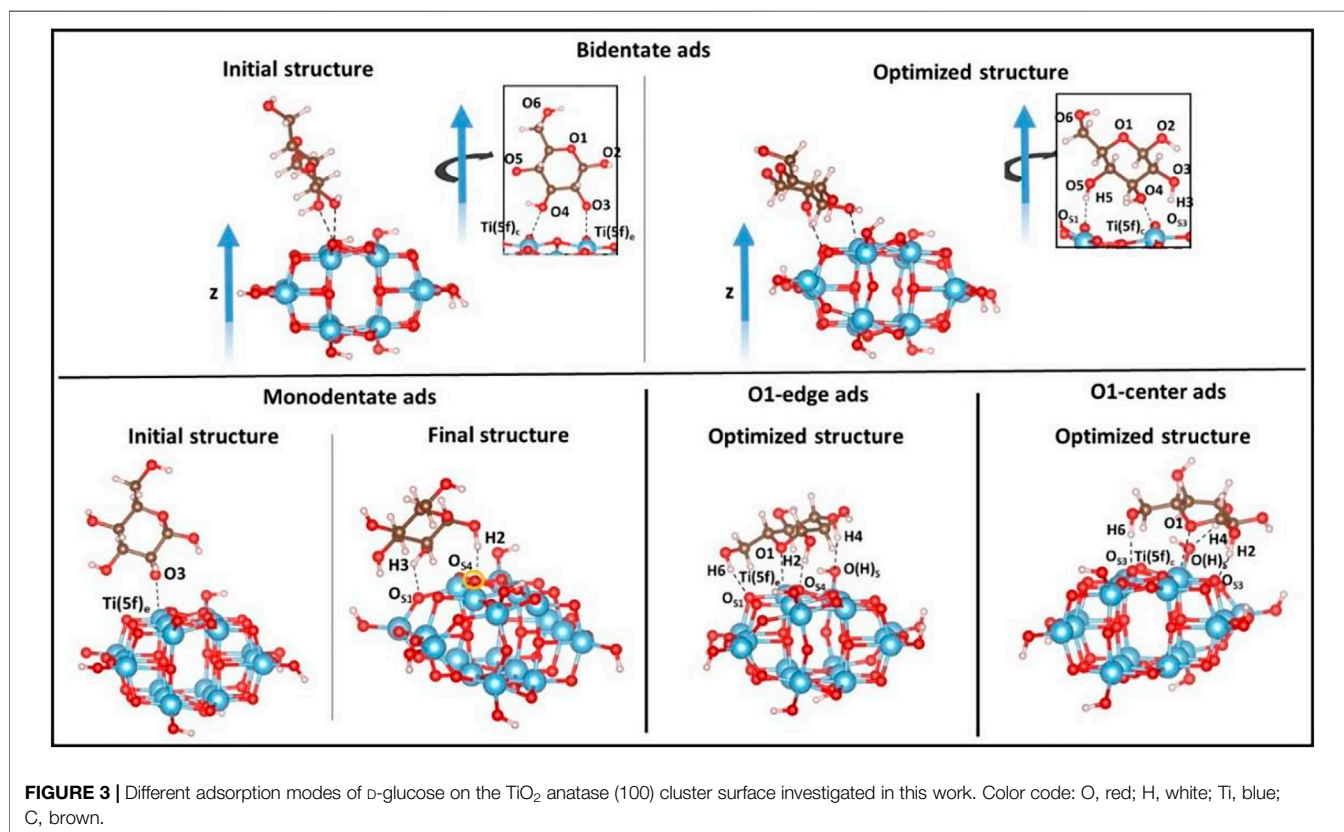 Bidentate ads
Initial structure
Optimized structure
O6
O1
O5
O2
O4
O3
Ti(5f)c
Ti(5f)e
z
O6
O1
O2
O3
O5
H5
O4
H3
OS1
Ti(5f)c
OS3
z
Monodentate ads
Initial structure
Final structure
O3
Ti(5f)e
H2
H3
OS4
OS1
O1-edge ads
Optimized structure
H4
O1
H2
H6
Ti(5f)e
OS4
O(H)S
OS1
O1-center ads
Optimized structure
H6
O1
H4
H2
OS3
Ti(5f)c
O(H)S
OS3
FIGURE 3 | Different adsorption modes of D-glucose on the TiO2 anatase (100) cluster surface investigated in this work. Color code: O, red; H, white; Ti, blue;
C, brown.